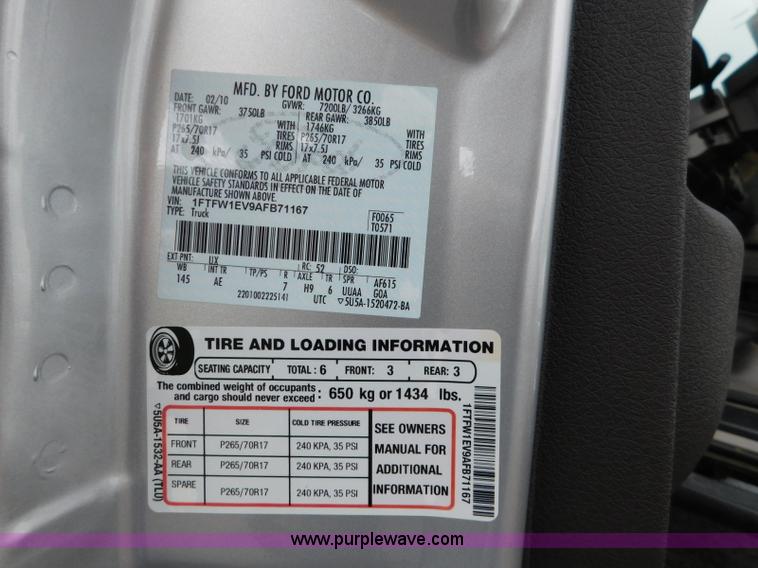 MFD. BY FORD MOTOR CO.
DATE: 02/10 GVWR: 7200LB/ 3266KG
FRONT GAWR: 3750LB REAR GAWR: 3850LB
1701KG WITH 1746KG WITH
P265/70R17 TIRES P265/70R17 TIRES
17x7.5J RIMS 17x7.5J RIMS
AT 240 kPa/ 35 PSI COLD AT 240 kPa/ 35 PSI COLD
THIS VEHICLE CONFORMS TO ALL APPLICABLE FEDERAL MOTOR
VEHICLE SAFETY STANDARDS IN EFFECT ON THE DATE OF
MANUFACTURE SHOWN ABOVE.
VIN: 1FTFW1EV9AFB71167 F0065
TYPE: Truck T0571
EXT PNT: UX RC: 52 DSO:
WB INT TR TP/PS R AXLE TR SPR AF615
145 AE 7 H9 6 UUAA GOA
2201002225141 UTC ▽5U5A-1520472-BA
TIRE AND LOADING INFORMATION
SEATING CAPACITY TOTAL : 6 FRONT: 3 REAR: 3
The combined weight of occupants
and cargo should never exceed : 650 kg or 1434 lbs.
TIRE SIZE COLD TIRE PRESSURE SEE OWNERS
FRONT P265/70R17 240 KPA, 35 PSI MANUAL FOR
REAR P265/70R17 240 KPA, 35 PSI ADDITIONAL
SPARE P265/70R17 240 KPA, 35 PSI INFORMATION
▽5U5A-1532-AA (TLU)
1FTFW1EV9AFB71167
www.purplewave.com